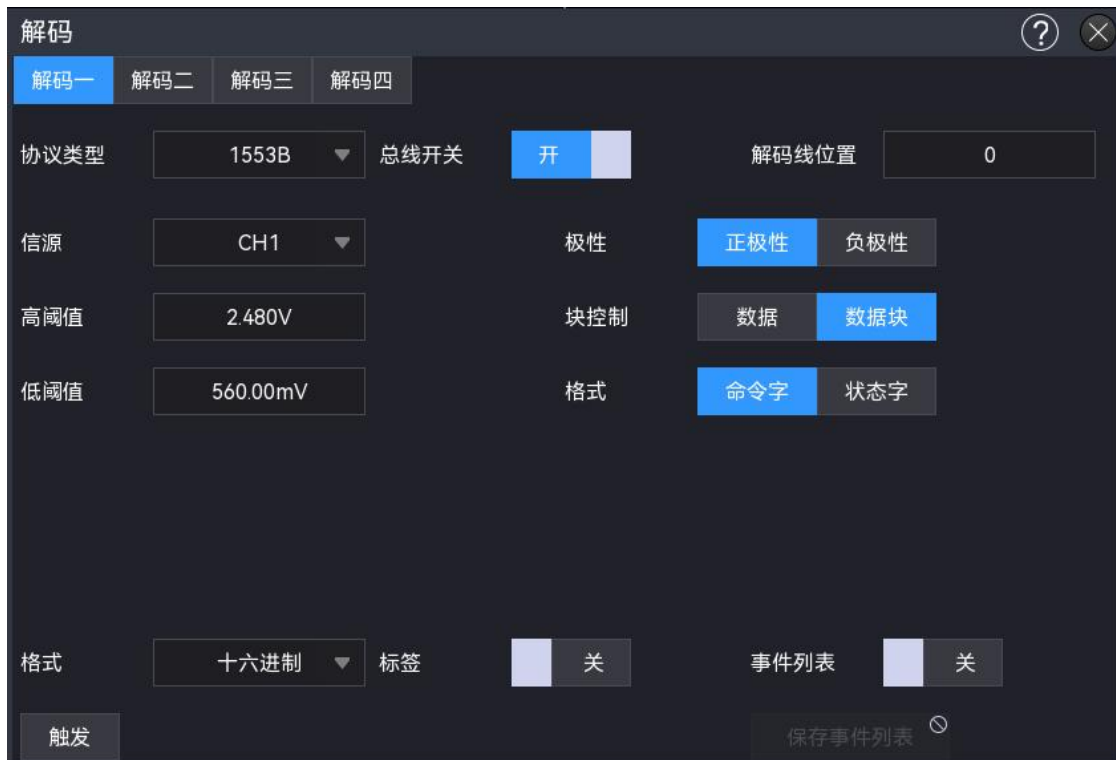 解码
解码一 解码二 解码三 解码四
协议类型 1553B 总线开关 开 解码线位置 0
信源 CH1 极性 正极性 负极性
高阈值 2.480V 块控制 数据 数据块
低阈值 560.00mV 格式 命令字 状态字
格式 十六进制 标签 关 事件列表 关
触发 保存事件列表